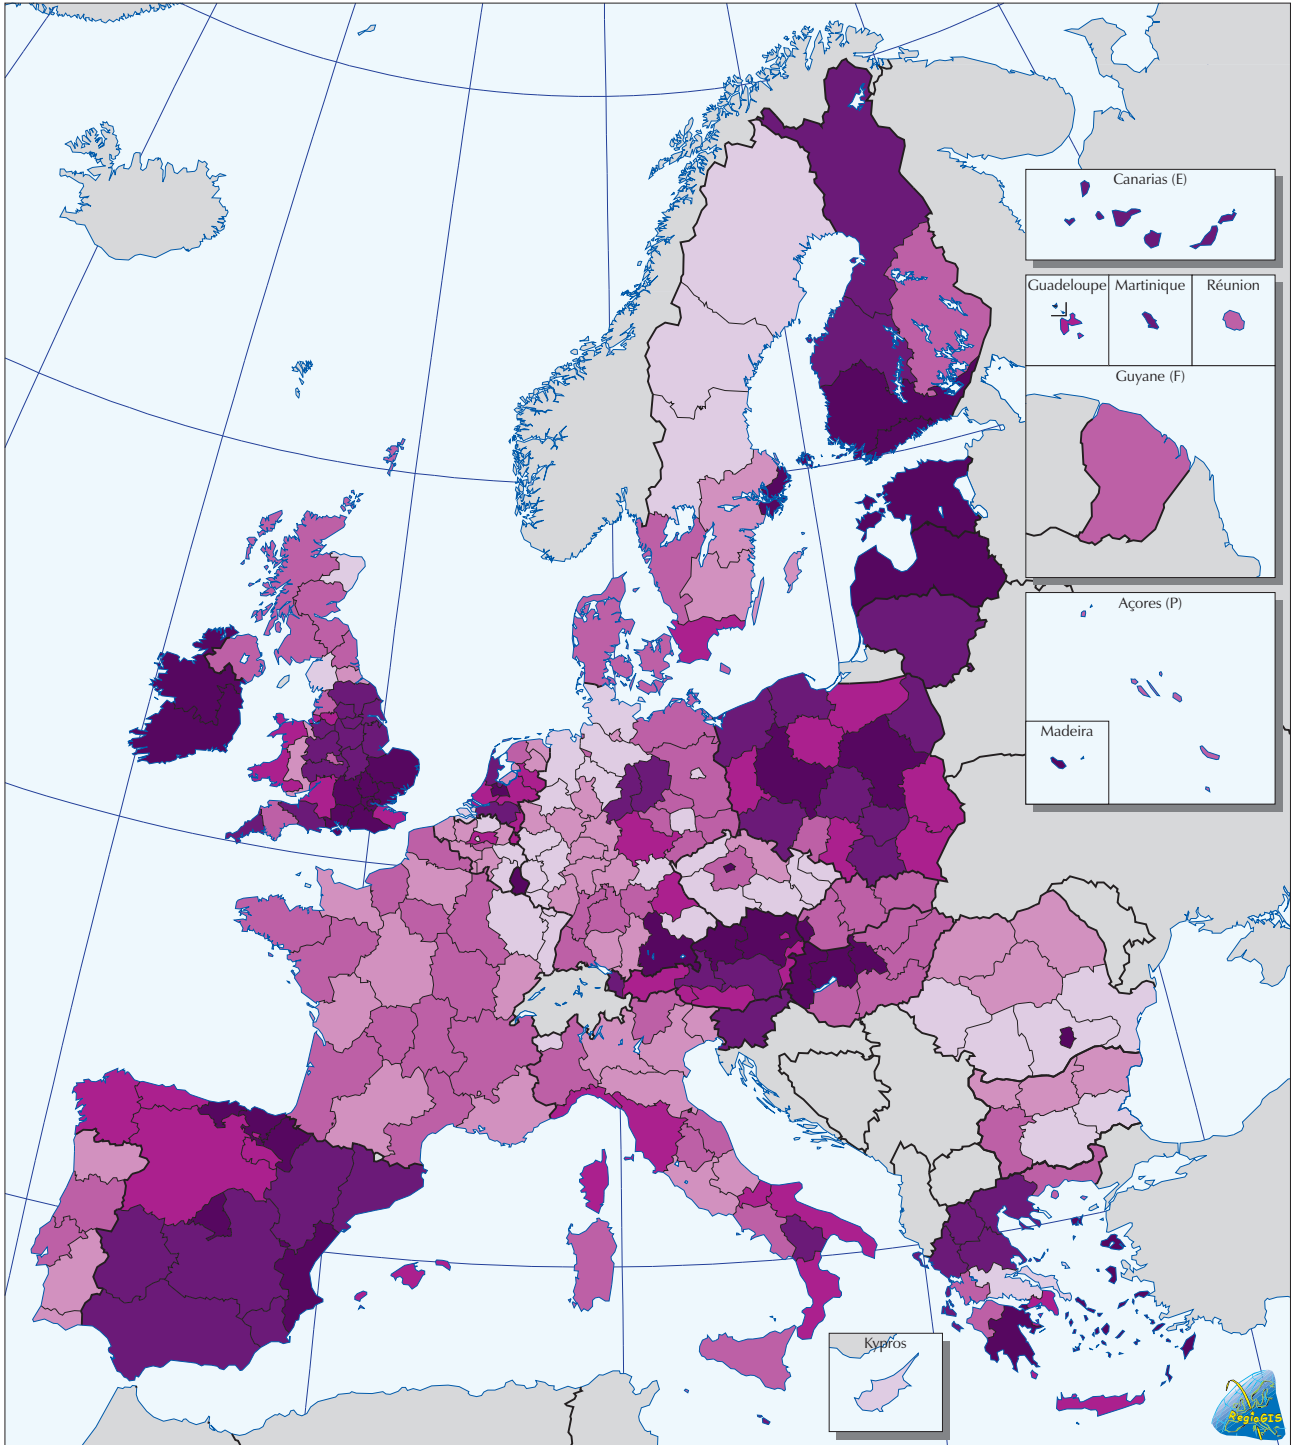 Canarias (E)
Guadeloupe
Martinique
Réunion
Guyane (F)
Açores (P)
Madeira
Kypros
RegioGIS